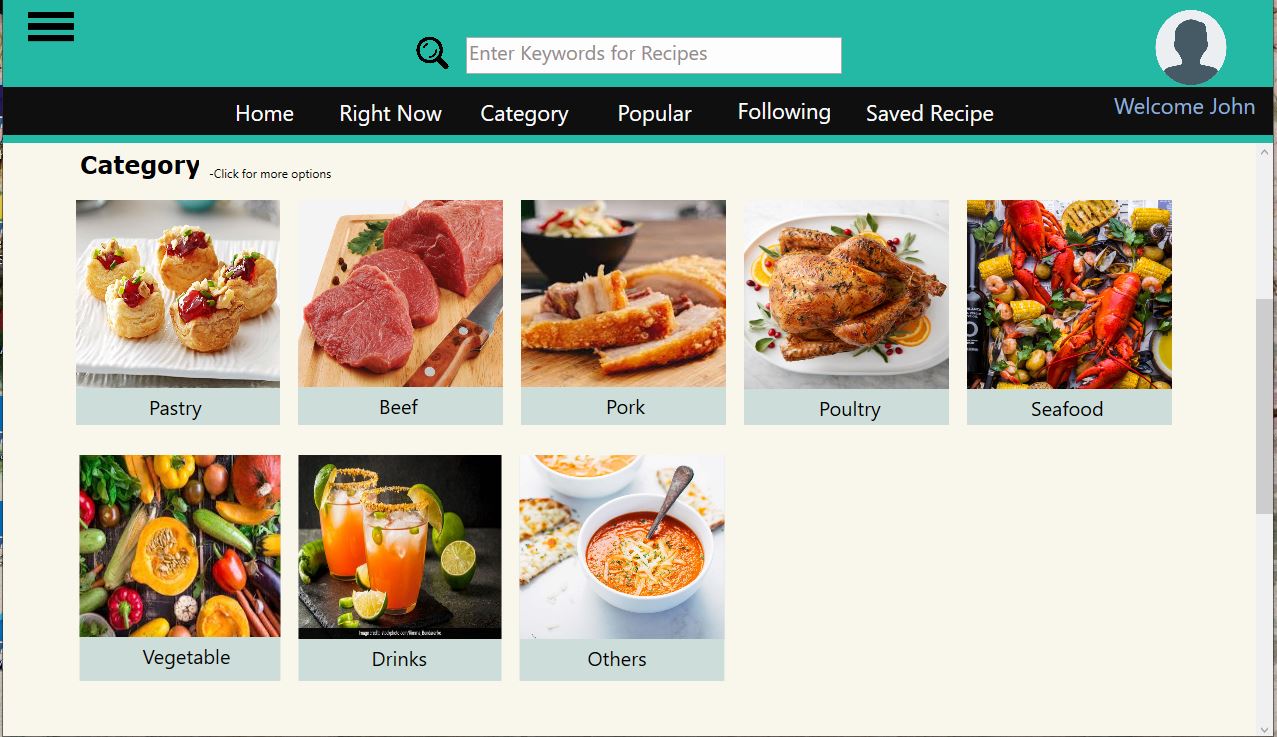 Enter Keywords for Recipes
Home Right Now Category Popular Following Saved Recipe Welcome John
Category -Click for more options
Pastry Beef Pork Poultry Seafood
Vegetable Drinks Others